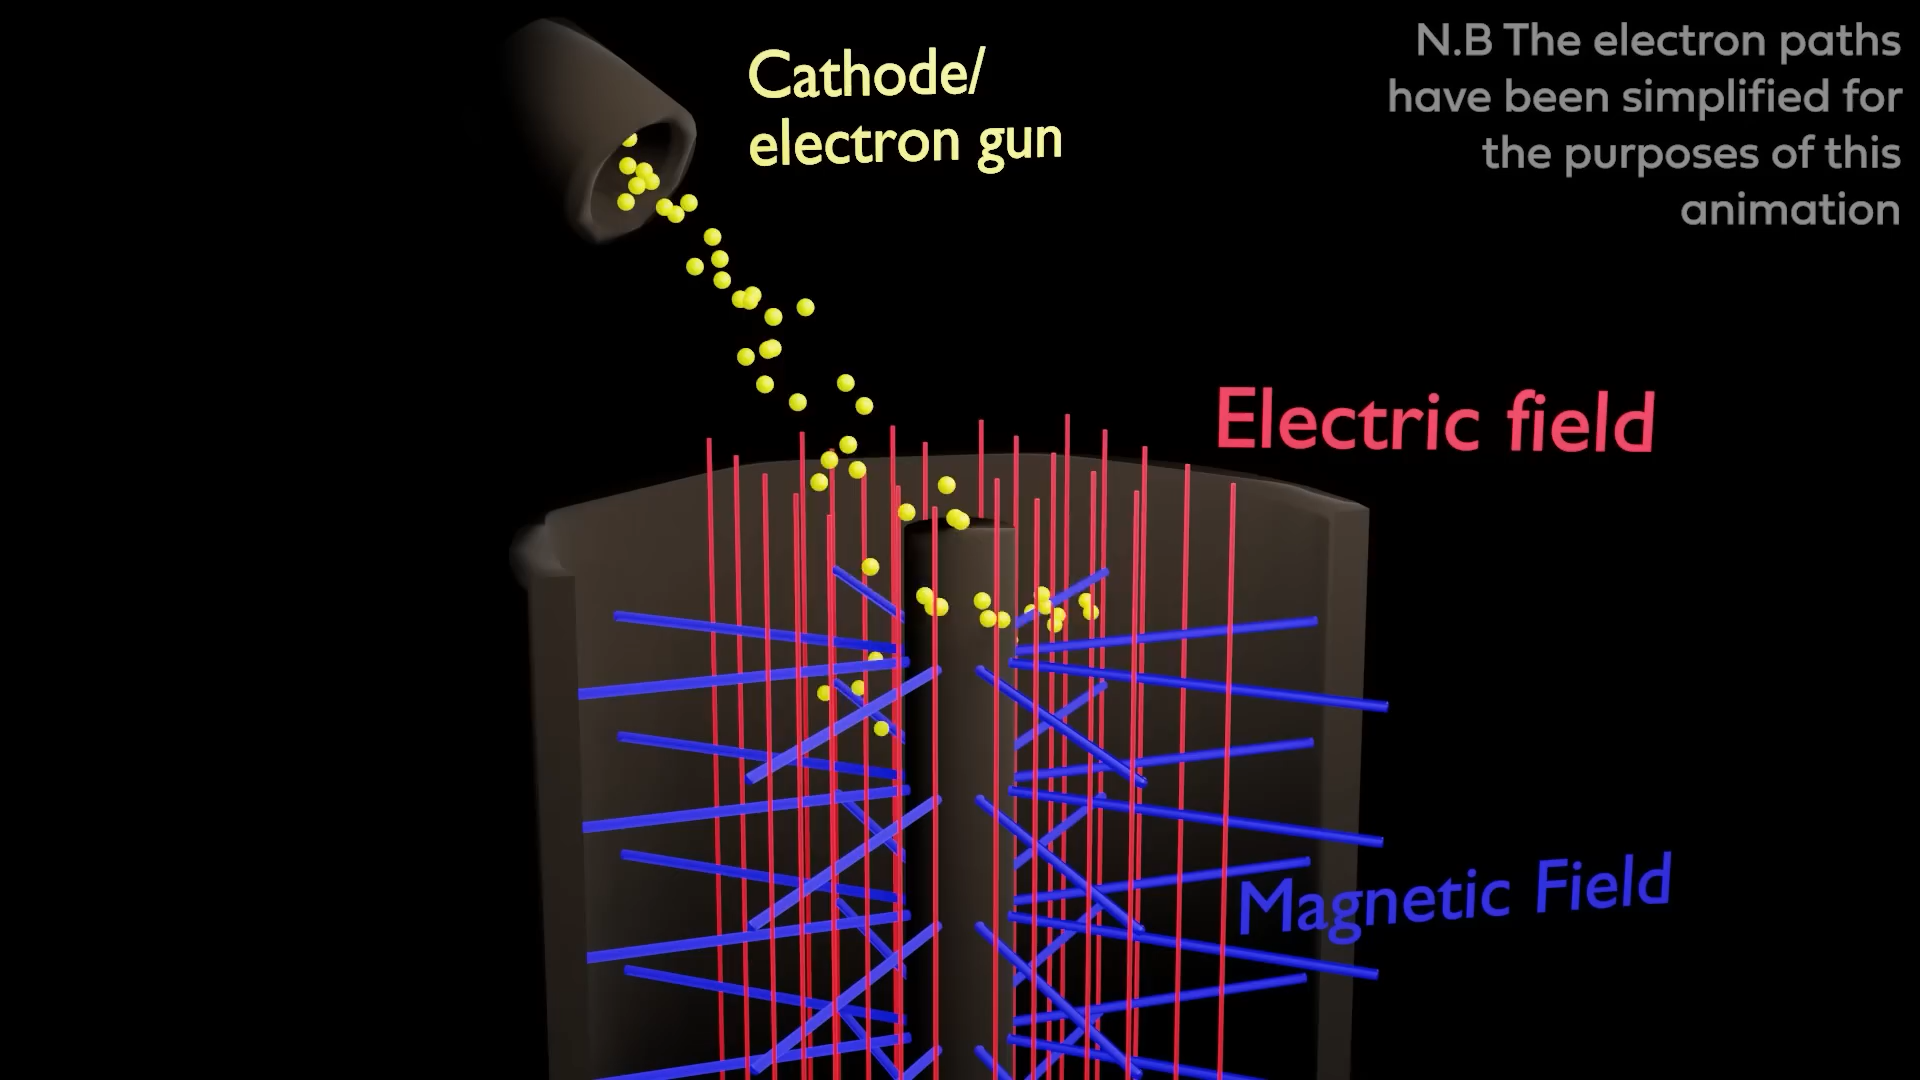 Cathode/
electron gun
N.B The electron paths
have been simplified for
the purposes of this
animation
Electric field
Magnetic Field